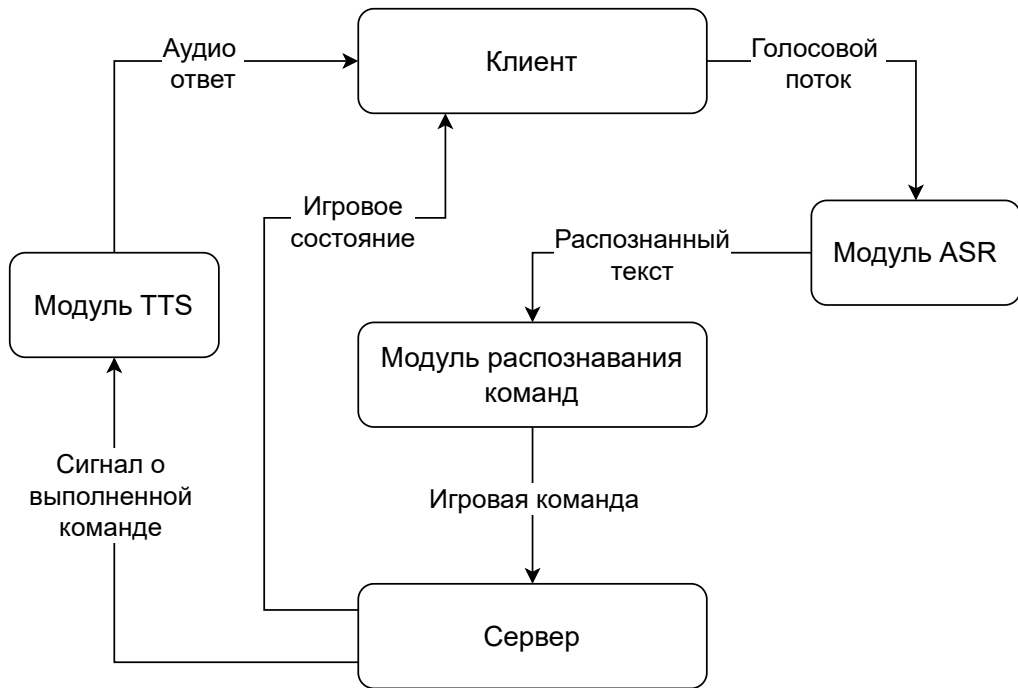 Аудио
ответ
Клиент
Голосовой
поток
Игровое
состояние
Распознанный
текст
Модуль ASR
Модуль TTS
Модуль распознавания
команд
Сигнал о
выполненной
команде
Игровая команда
Сервер